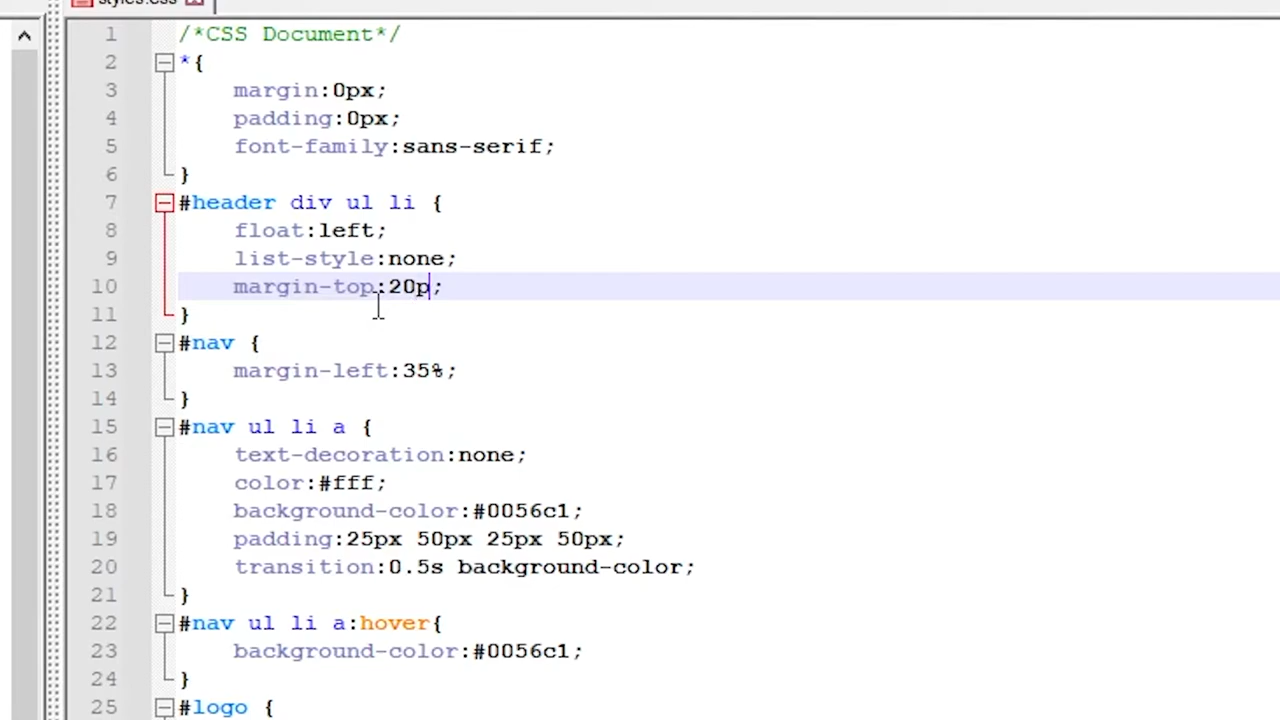 styles.css
1 /*CSS Document*/
2 *{
3 margin:0px;
4 padding:0px;
5 font-family:sans-serif;
6 }
7 #header div ul li {
8 float:left;
9 list-style:none;
10 margin-top:20p;
11 }
12 #nav {
13 margin-left:35%;
14 }
15 #nav ul li a {
16 text-decoration:none;
17 color:#fff;
18 background-color:#0056c1;
19 padding:25px 50px 25px 50px;
20 transition:0.5s background-color;
21 }
22 #nav ul li a:hover{
23 background-color:#0056c1;
24 }
25 #logo {